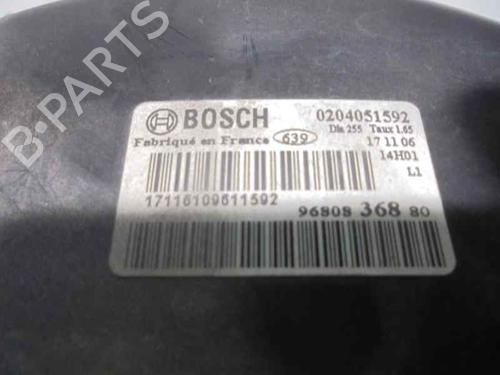 B-PARTS
BOSCH 0204051592
Dia 255 Taux 1.65
Fabriqué en France 639 17 11 06
14H01
L1
17116109611592
96808 368 80